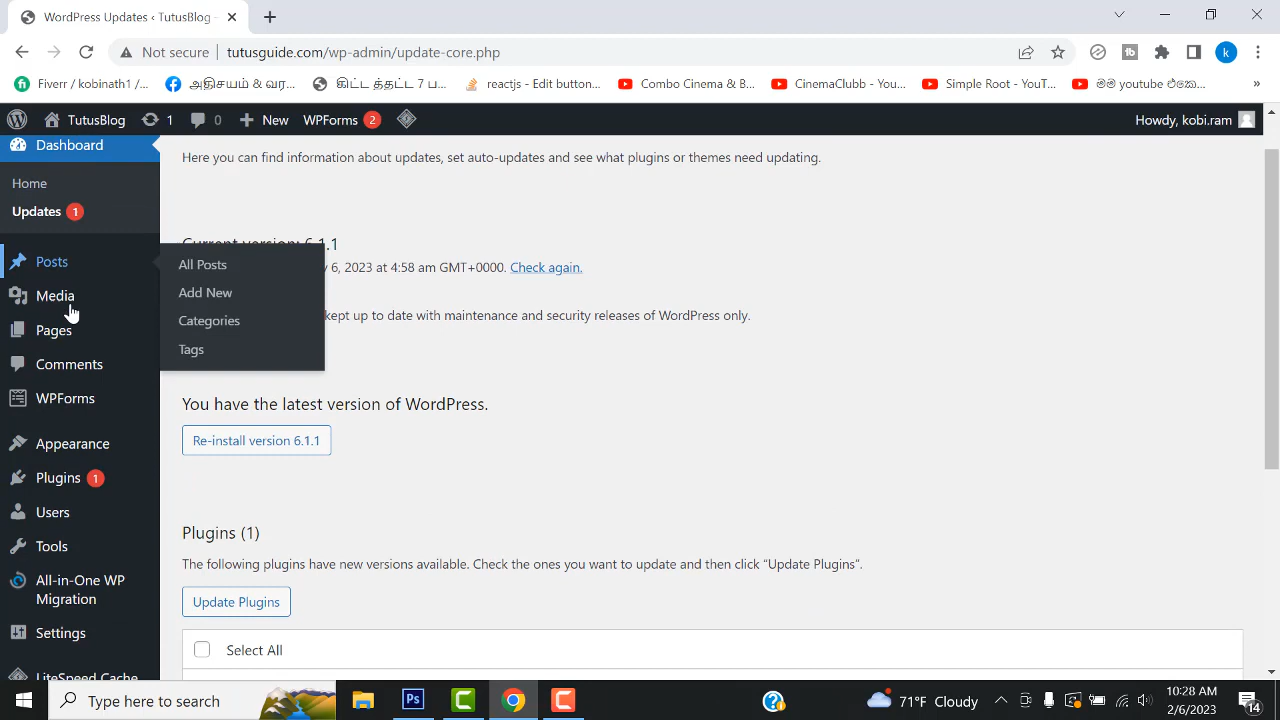 WordPress Updates ‹ TutusBlog –
Not secure tutusguide.com/wp-admin/update-core.php
k
Fiverr / kobinath1 /... அதிசயம் & வர... கிட்டத்தட்ட 7 ப... reactjs - Edit button... Combo Cinema & B... CinemaClubb - You... Simple Root - YouT... මම youtube එකෙ... »
TutusBlog 1 0 New WPForms 2 Howdy, kobi.ram
Dashboard
Here you can find information about updates, set auto-updates and see what plugins or themes need updating.
Home
Updates 1
Current version: 6.1.1
Posts
All Posts
6, 2023 at 4:58 am GMT+0000. Check again.
Media
Add New
Categories
kept up to date with maintenance and security releases of WordPress only.
Pages
Tags
Comments
WPForms
You have the latest version of WordPress.
Re-install version 6.1.1
Appearance
Plugins 1
Users
Plugins (1)
Tools
The following plugins have new versions available. Check the ones you want to update and then click “Update Plugins”.
All-in-One WP
Migration
Update Plugins
Settings
Select All
LiteSpeed Cache
Type here to search
Ps
71°F Cloudy
10:28 AM
2/6/2023
14